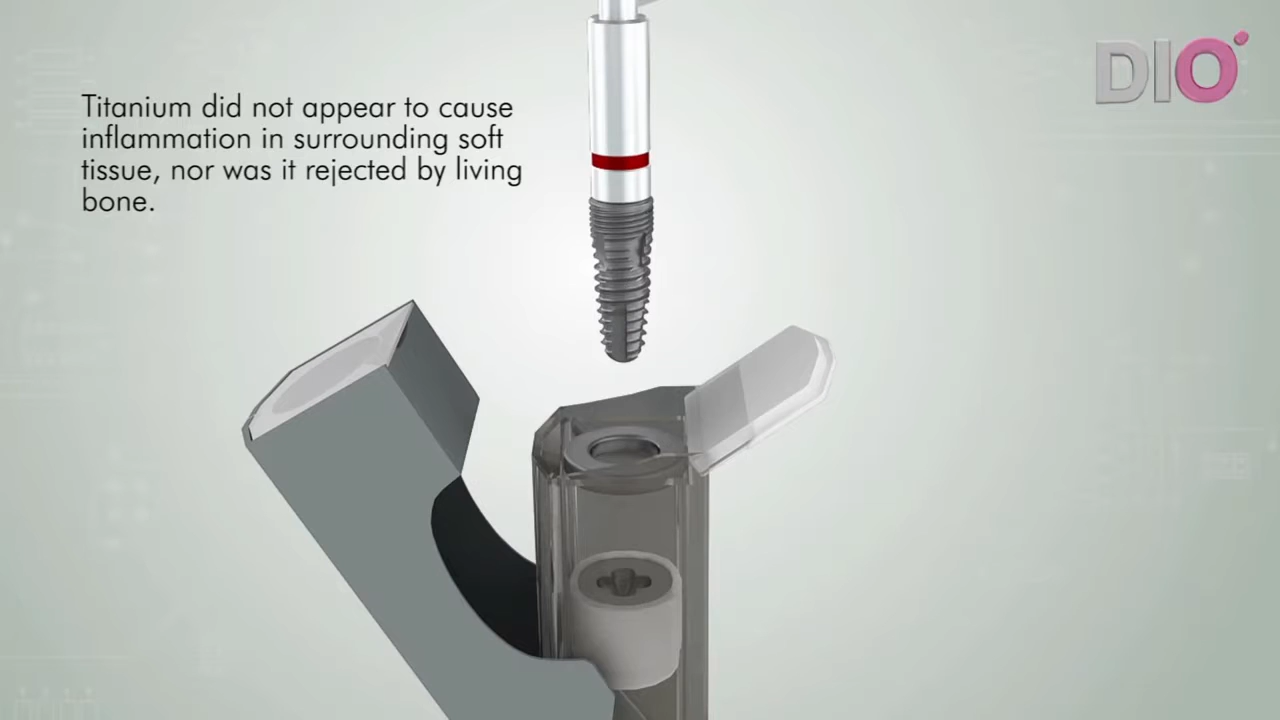 DIO
Titanium did not appear to cause
inflammation in surrounding soft
tissue, nor was it rejected by living
bone.